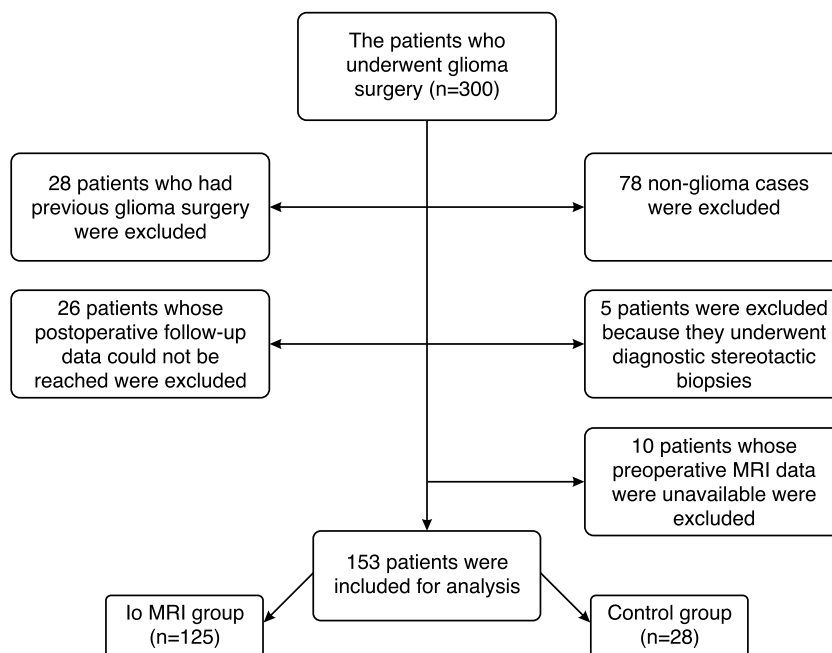 The patients who
underwent glioma
surgery (n=300)
28 patients who had
previous glioma surgery
were excluded
78 non-glioma cases
were excluded
26 patients whose
postoperative follow-up
data could not be
reached were excluded
5 patients were excluded
because they underwent
diagnostic stereotactic
biopsies
10 patients whose
preoperative MRI data
were unavailable were
excluded
153 patients were
included for analysis
Io MRI group
(n=125)
Control group
(n=28)